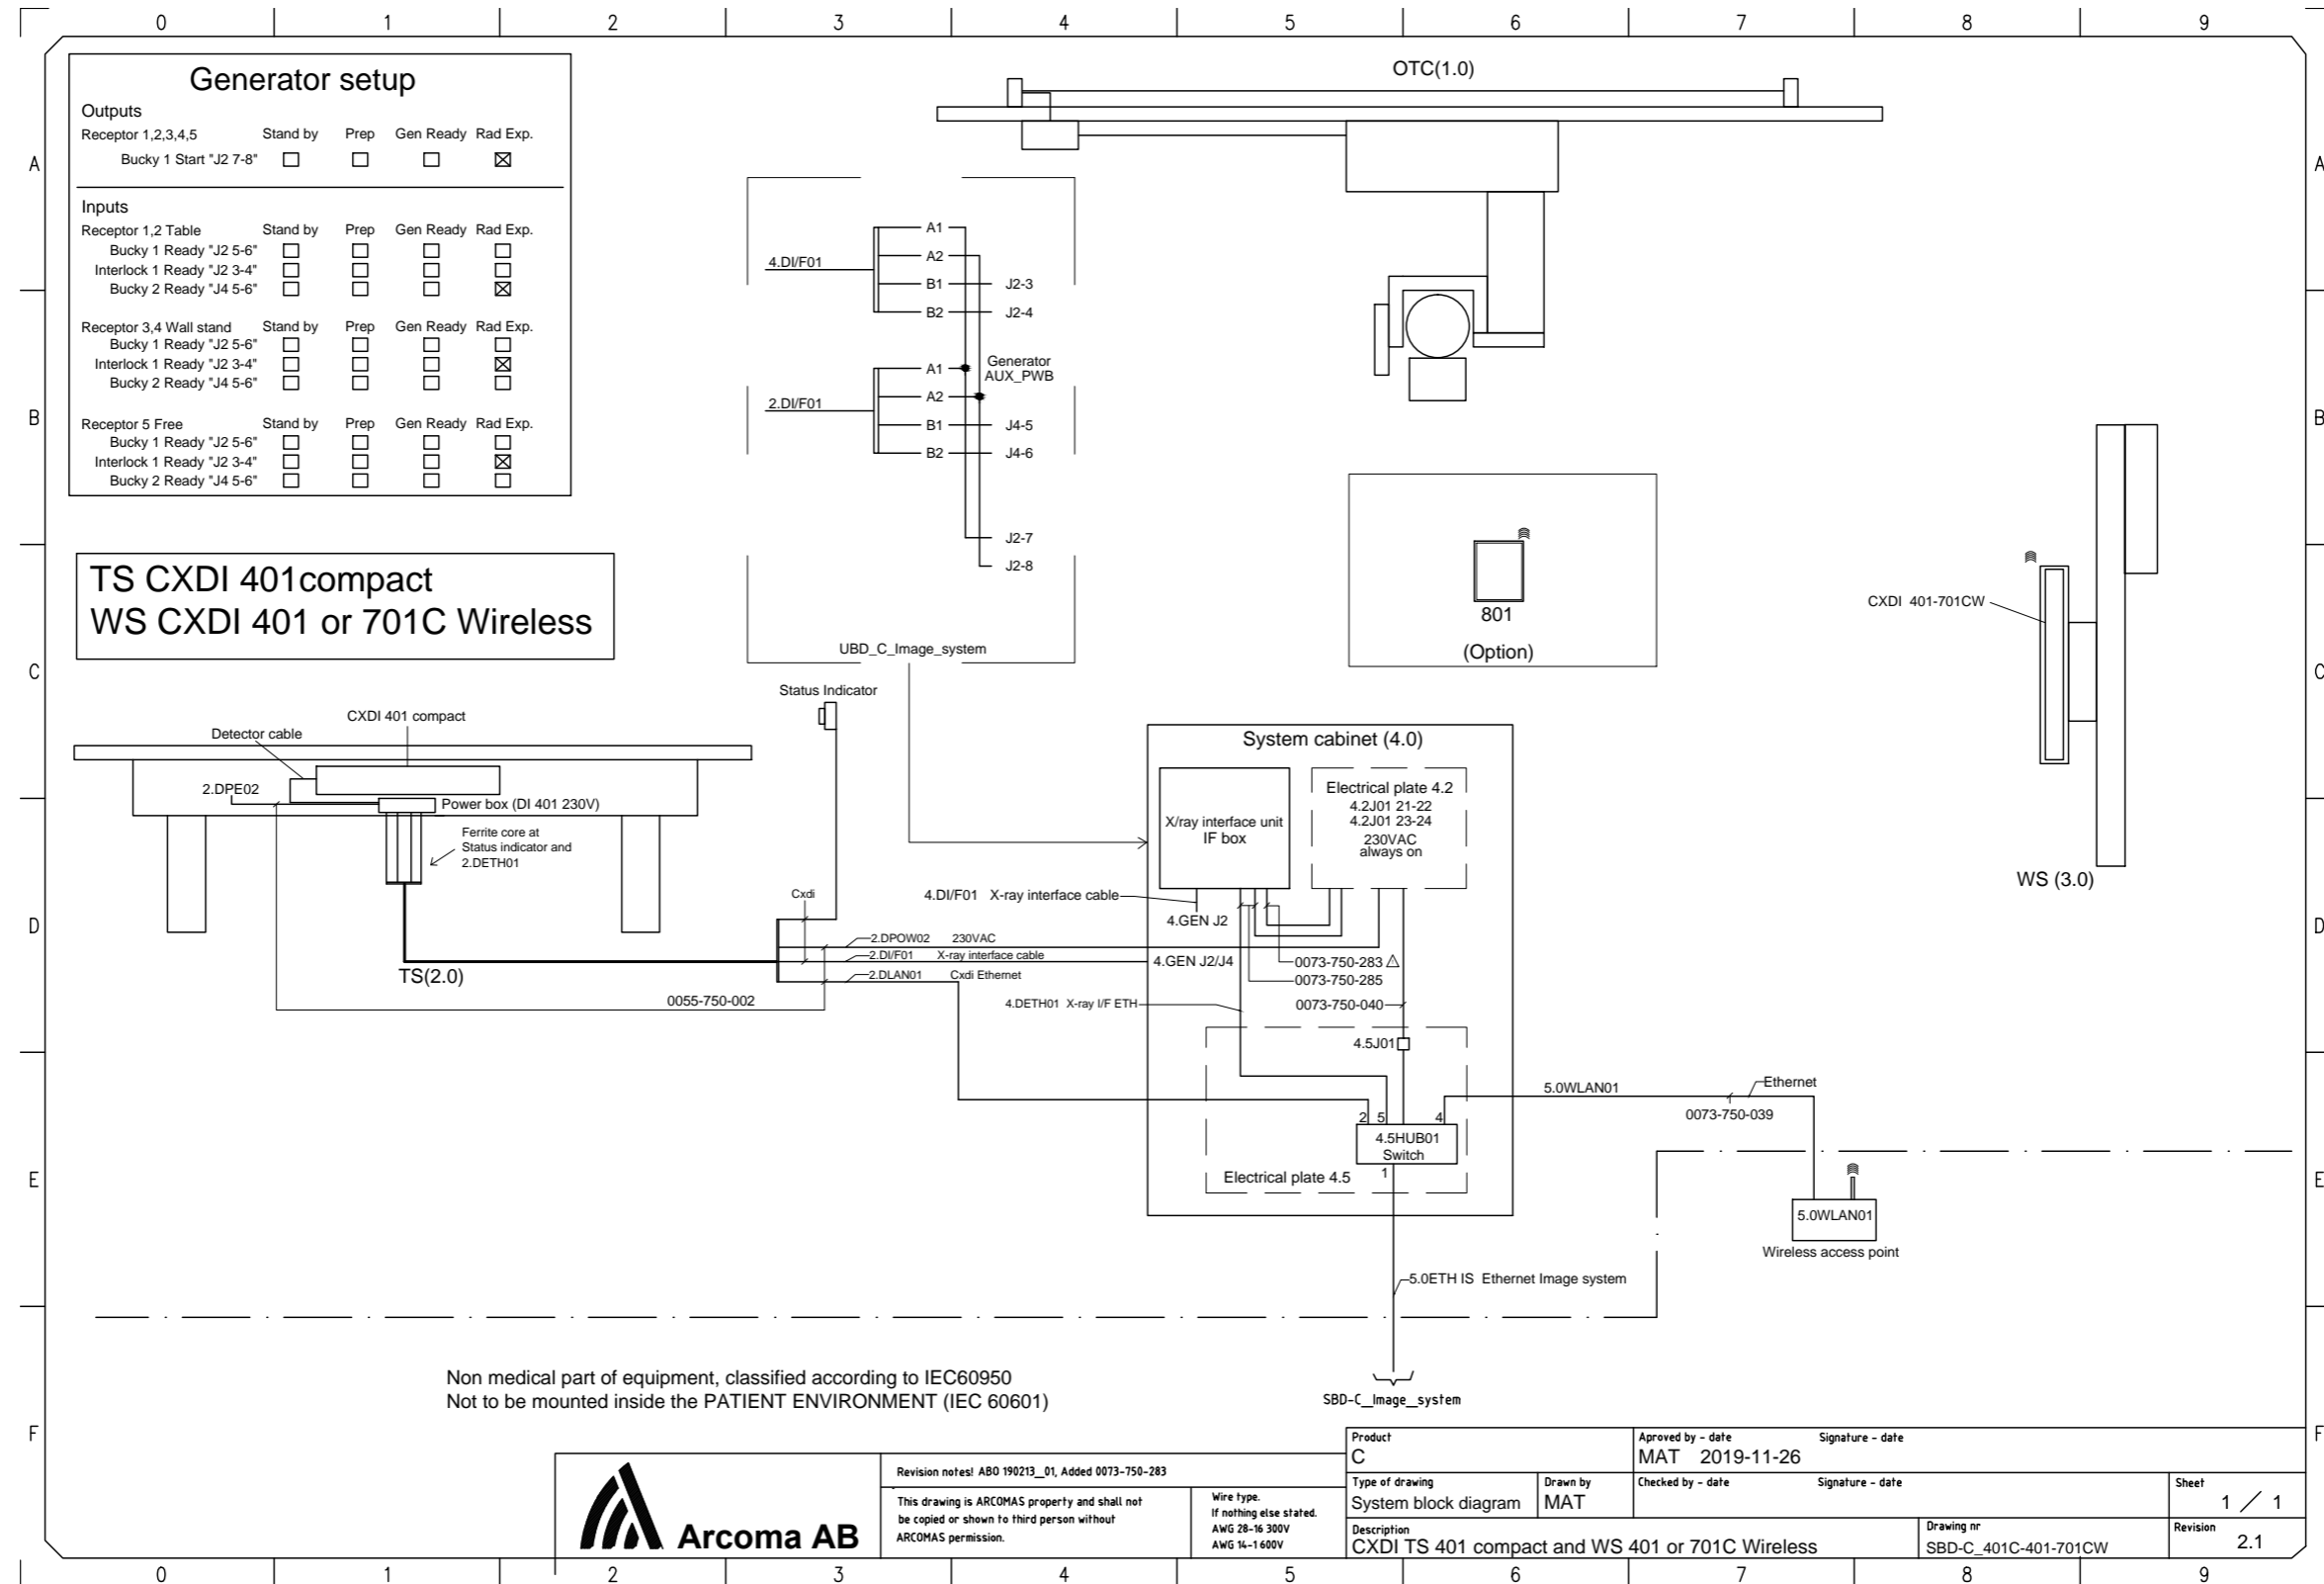 0 1 2 3 4 5 6 7 8 9
A
B
C
D
E
F
A
B
C
D
E
F
Generator setup
Outputs
Receptor 1,2,3,4,5 Stand by Prep Gen Ready Rad Exp.
Bucky 1 Start "J2 7-8"
Inputs
Receptor 1,2 Table Stand by Prep Gen Ready Rad Exp.
Bucky 1 Ready "J2 5-6"
Interlock 1 Ready "J2 3-4"
Bucky 2 Ready "J4 5-6"
Receptor 3,4 Wall stand Stand by Prep Gen Ready Rad Exp.
Bucky 1 Ready "J2 5-6"
Interlock 1 Ready "J2 3-4"
Bucky 2 Ready "J4 5-6"
Receptor 5 Free Stand by Prep Gen Ready Rad Exp.
Bucky 1 Ready "J2 5-6"
Interlock 1 Ready "J2 3-4"
Bucky 2 Ready "J4 5-6"
TS CXDI 401compact
WS CXDI 401 or 701C Wireless
4.DI/F01
A1
A2
B1 J2-3
B2 J2-4
Generator
AUX_PWB
2.DI/F01
A1
A2
B1 J4-5
B2 J4-6
J2-7
J2-8
UBD_C_Image_system
OTC(1.0)
801
(Option)
CXDI 401-701CW
WS (3.0)
Status Indicator
CXDI 401 compact
Detector cable
2.DPE02
Power box (DI 401 230V)
Ferrite core at
Status indicator and
2.DETH01
TS(2.0)
Cxdi
2.DPOW02 230VAC
2.DI/F01 X-ray interface cable
2.DLAN01 Cxdi Ethernet
0055-750-002
System cabinet (4.0)
X/ray interface unit
IF box
Electrical plate 4.2
4.2J01 21-22
4.2J01 23-24
230VAC
always on
4.DI/F01 X-ray interface cable
4.GEN J2
4.GEN J2/J4
0073-750-283
0073-750-285
4.DETH01 X-ray I/F ETH
0073-750-040
4.5J01
2 5 4
4.5HUB01
Switch
1
Electrical plate 4.5
5.0WLAN01
Ethernet
0073-750-039
5.0WLAN01
Wireless access point
5.0ETH IS Ethernet Image system
SBD-C_Image_system
Non medical part of equipment, classified according to IEC60950
Not to be mounted inside the PATIENT ENVIRONMENT (IEC 60601)
Arcoma AB
Revision notes! ABO 190213_01, Added 0073-750-283
This drawing is ARCOMAS property and shall not
be copied or shown to third person without
ARCOMAS permission.
Wire type.
If nothing else stated.
AWG 28-16 300V
AWG 14-1 600V
Product
C
Aproved by - date Signature - date
MAT 2019-11-26
Type of drawing
System block diagram
Drawn by
MAT
Checked by - date Signature - date
Sheet
1 / 1
Description
CXDI TS 401 compact and WS 401 or 701C Wireless
Drawing nr
SBD-C_401C-401-701CW
Revision
2.1
0 1 2 3 4 5 6 7 8 9